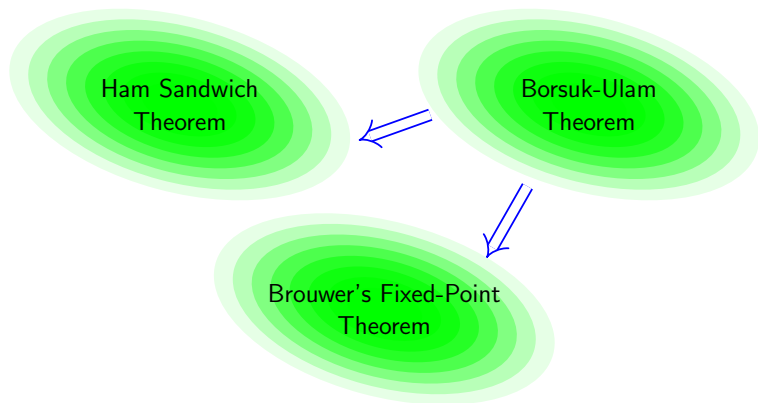 Ham Sandwich
Theorem
Borsuk-Ulam
Theorem
Brouwer's Fixed-Point
Theorem